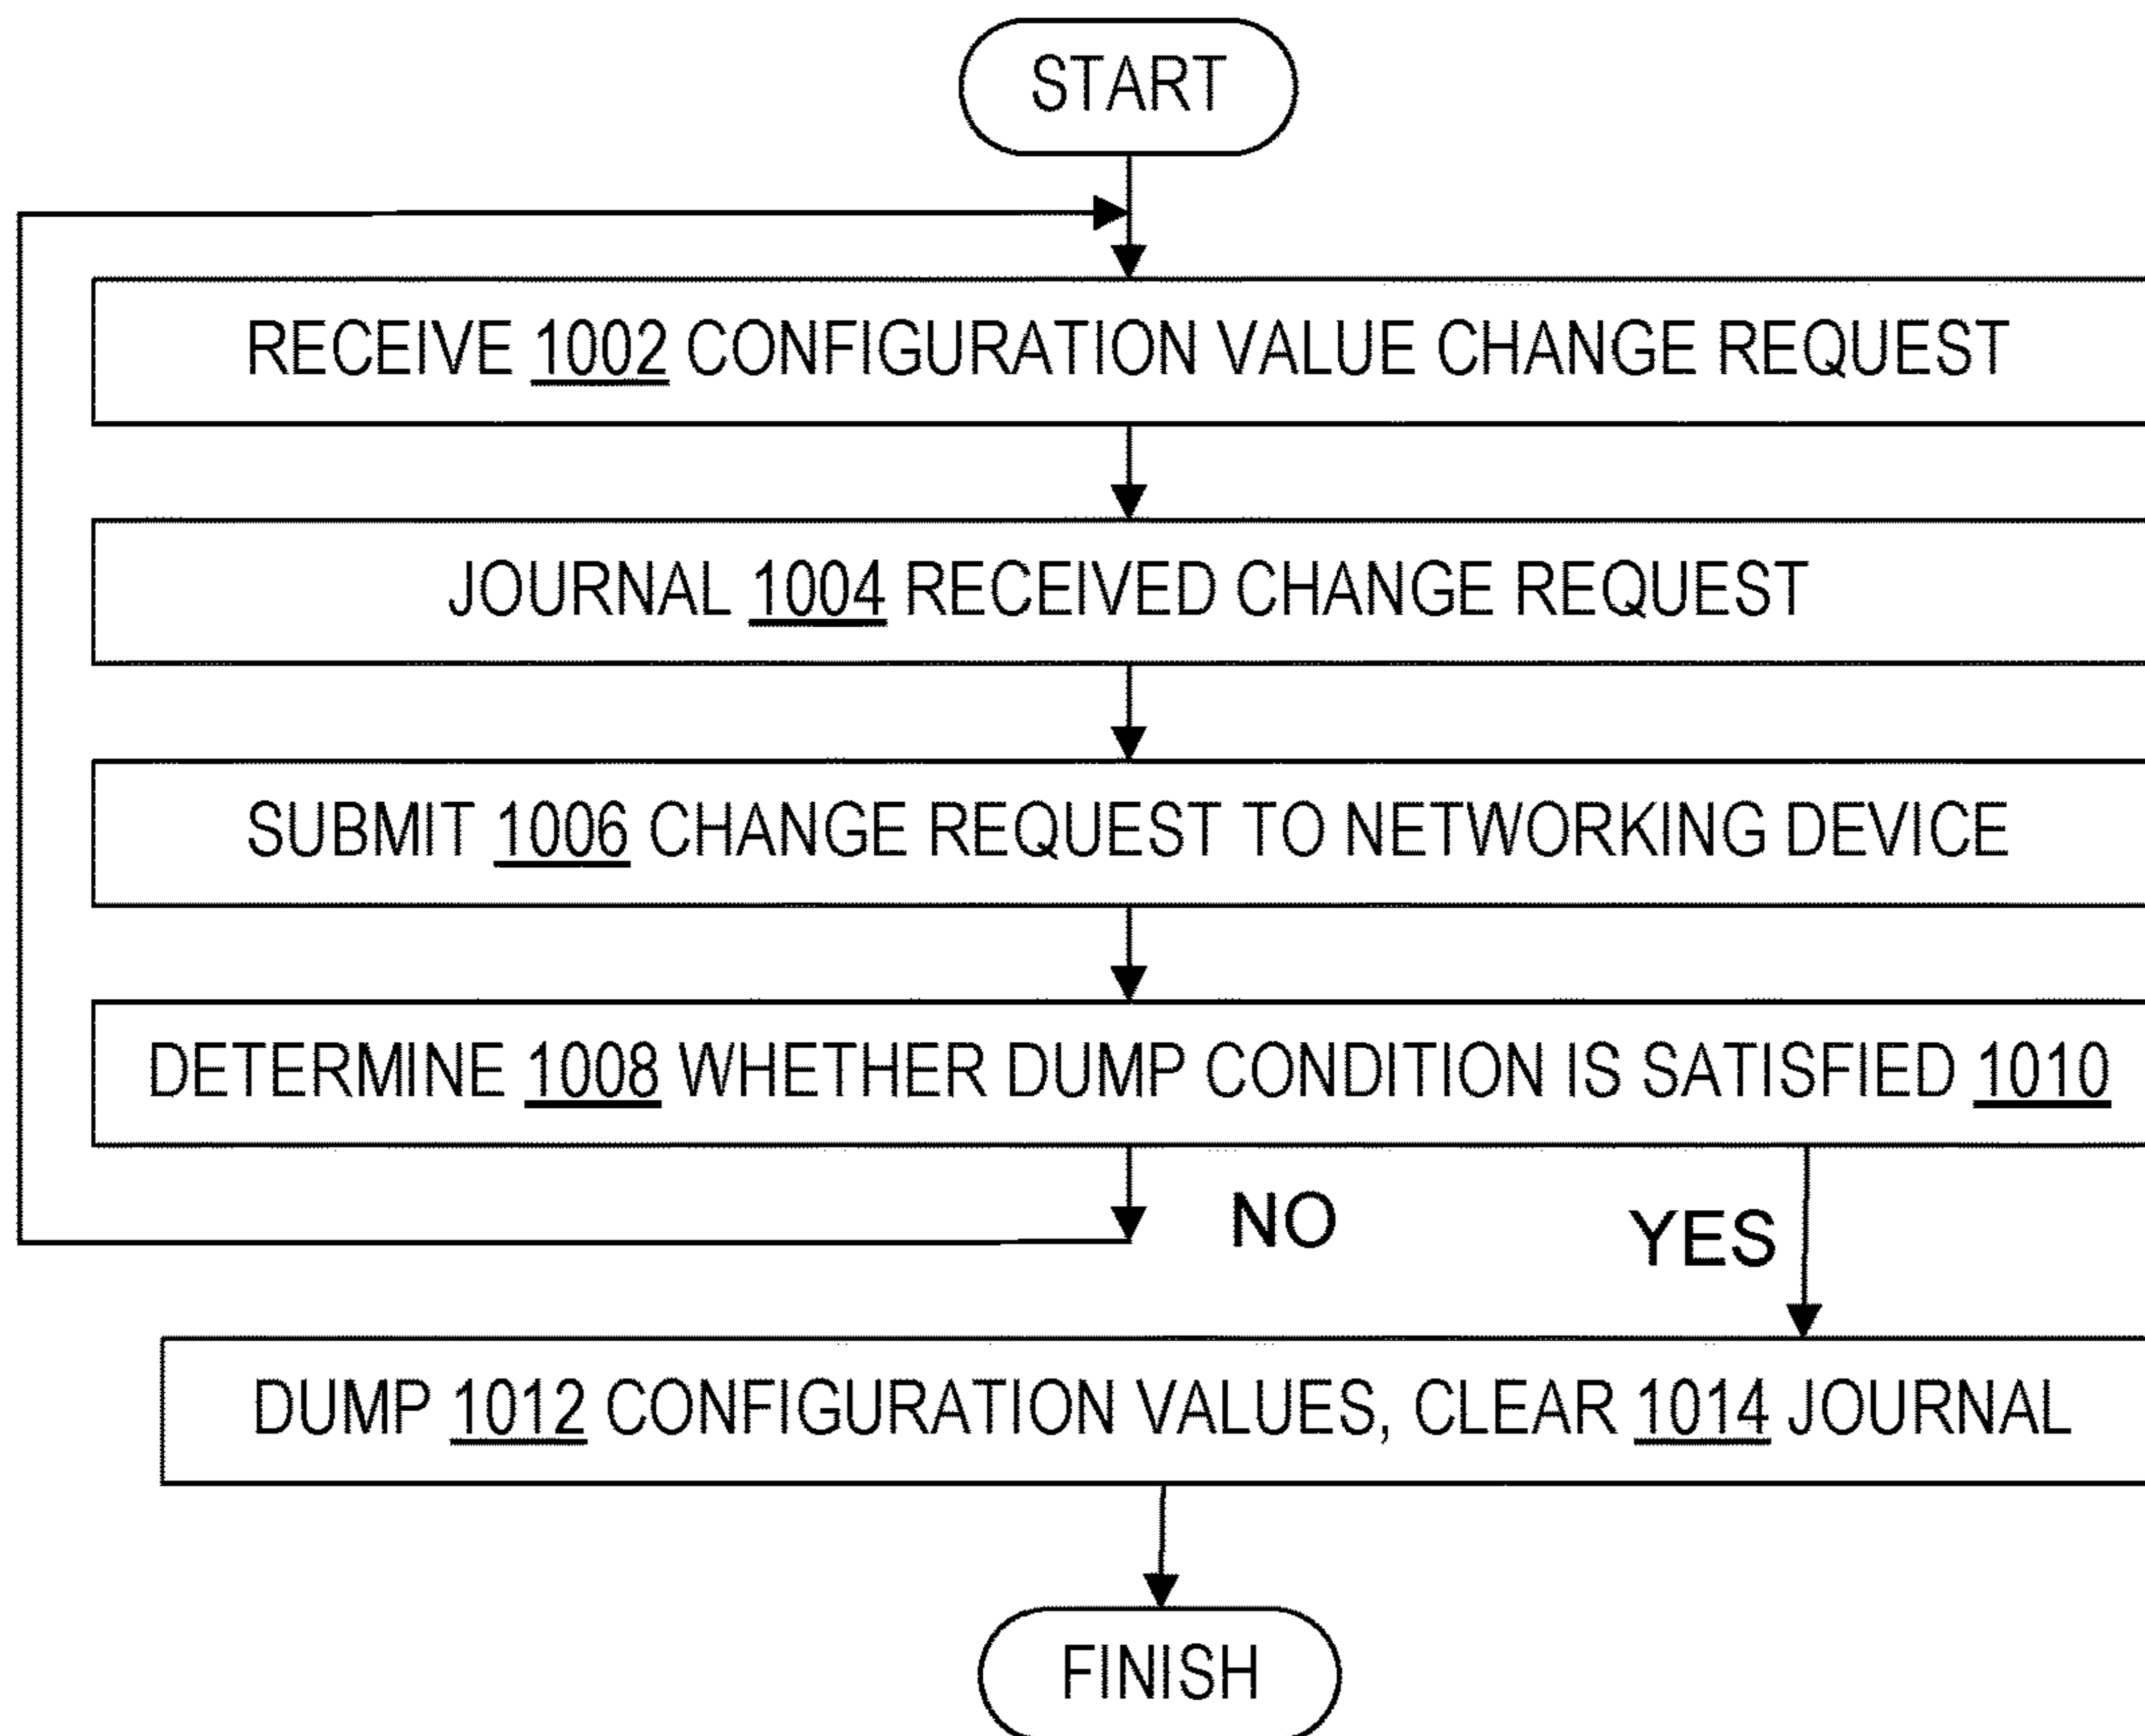 START
RECEIVE 1002 CONFIGURATION VALUE CHANGE REQUEST
JOURNAL 1004 RECEIVED CHANGE REQUEST
SUBMIT 1006 CHANGE REQUEST TO NETWORKING DEVICE
DETERMINE 1008 WHETHER DUMP CONDITION IS SATISFIED 1010
NO
YES
DUMP 1012 CONFIGURATION VALUES, CLEAR 1014 JOURNAL
FINISH